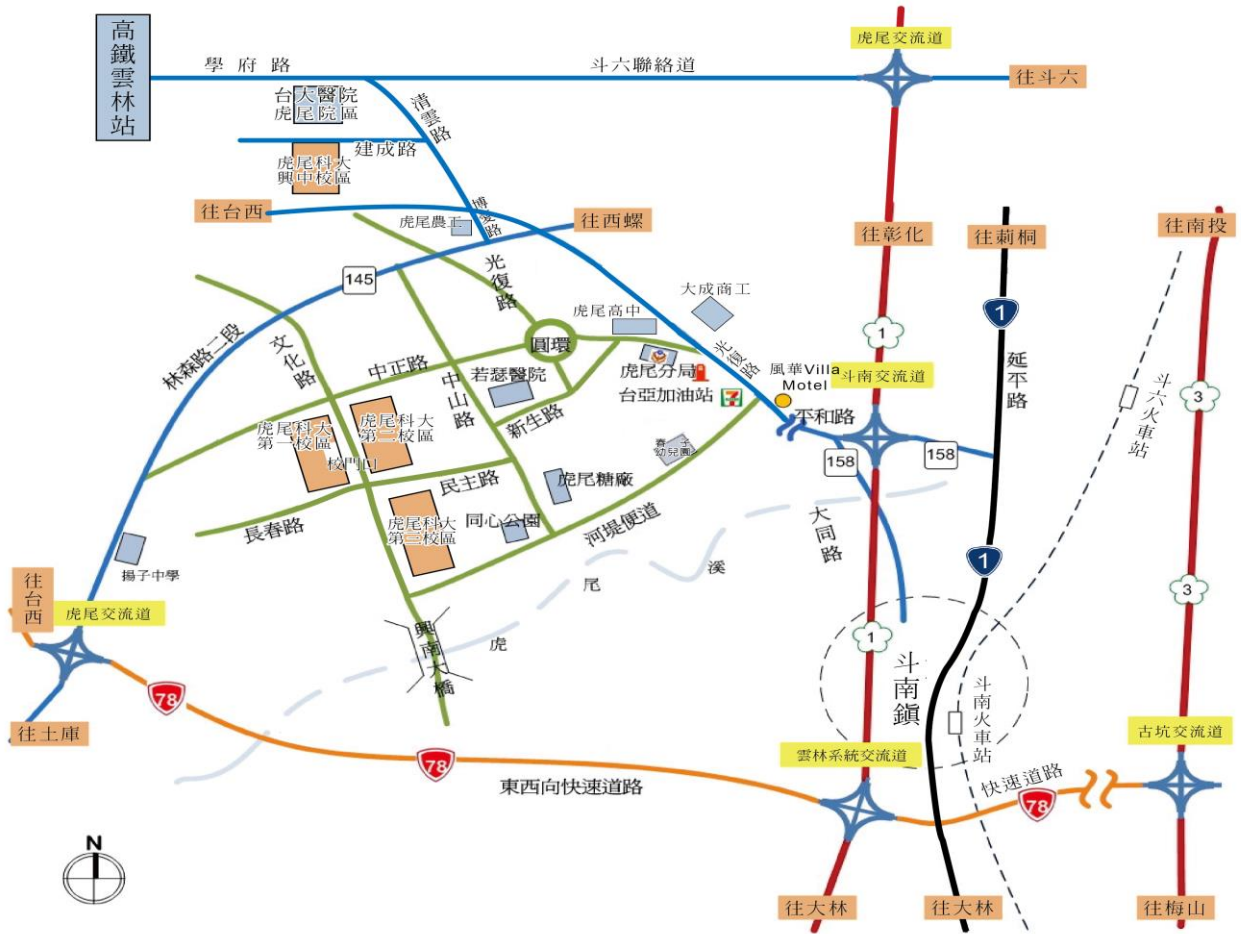 高鐵雲林站
學府路
斗六聯絡道
虎尾交流道
往斗六
台大醫院
虎尾院區
清雲路
建成路
虎尾科大
興中校區
往台西
虎尾農工
博愛路
往西螺
往彰化
往莿桐
往南投
145
光復路
大成商工
虎尾高中
1
1
圓環
林森路二段
文化路
中正路
中山路
若瑟醫院
虎尾分局
台亞加油站
7
光復路
風華Villa
Motel
斗南交流道
延平路
斗六火車站
3
新生路
平和路
158
158
虎尾科大
第一校區
校門口
虎尾科大
第二校區
民主路
虎尾糖廠
幼兒園
長春路
虎尾科大
第三校區
同心公園
河堤便道
大同路
揚子中學
虎
尾
溪
1
3
往台西
虎尾交流道
興南大橋
1
斗南鎮
斗南火車站
78
往土庫
78
東西向快速道路
雲林系統交流道
古坑交流道
快速道路
78
N
往大林
往大林
往梅山